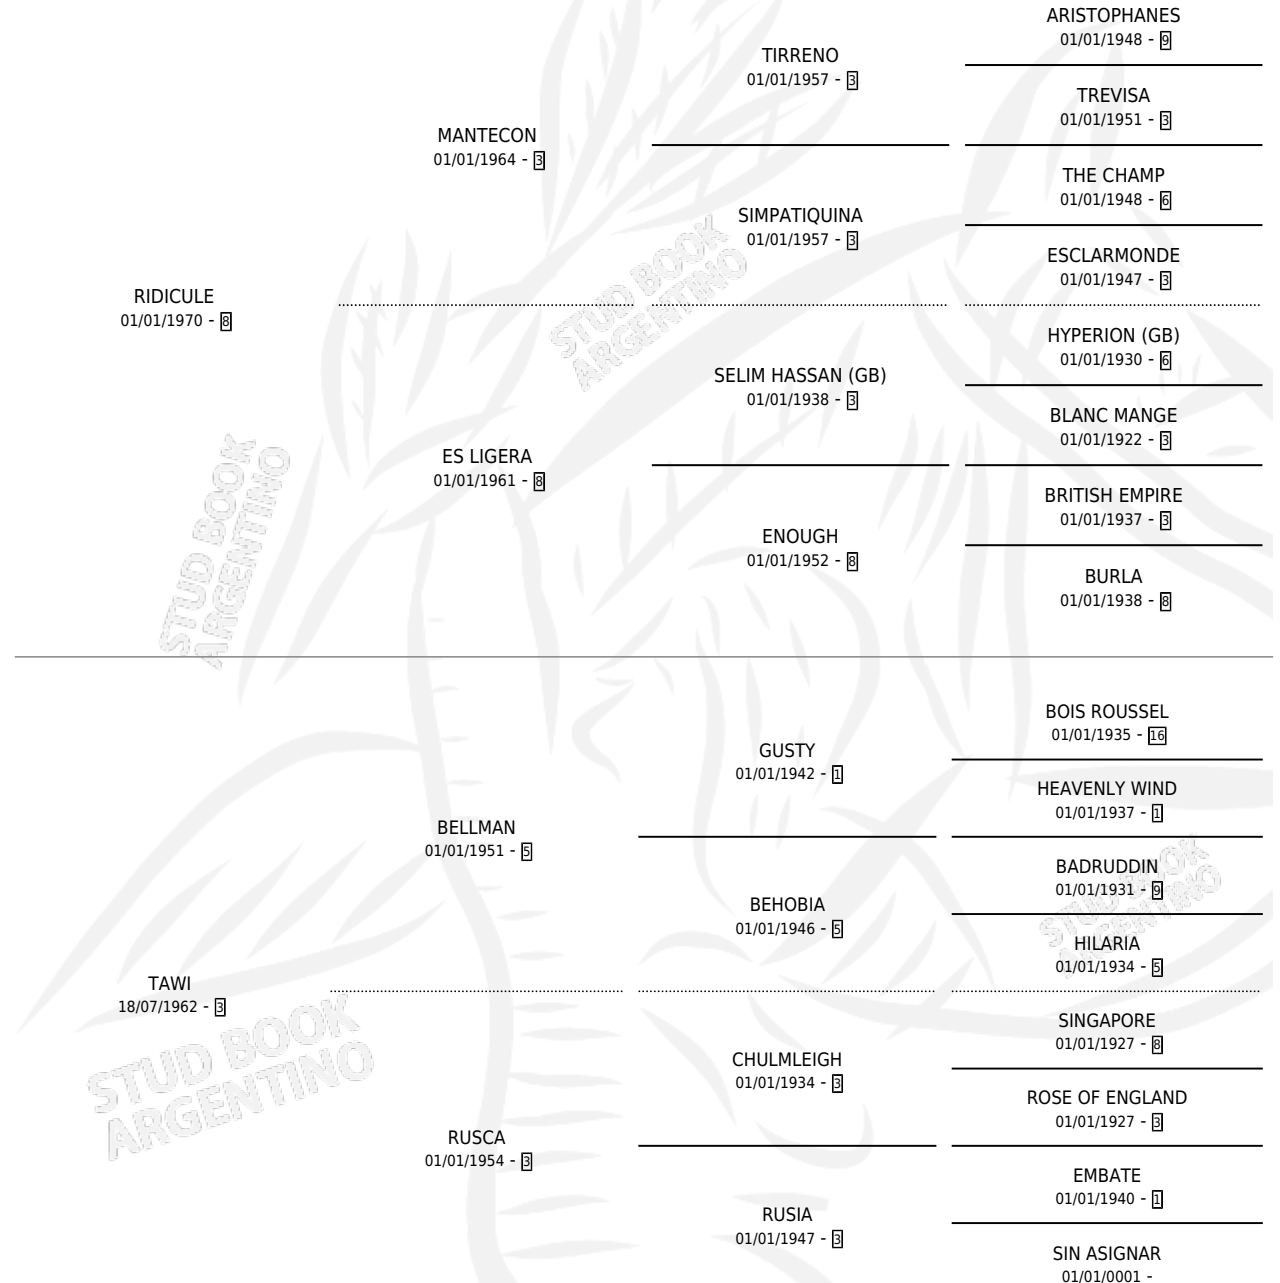 ARISTOPHANES
01/01/1948 - 9
TIRRENO
01/01/1957 - 3
TREVISA
01/01/1951 - 3
MANTECON
01/01/1964 - 3
THE CHAMP
01/01/1948 - 6
SIMPATIQUINA
01/01/1957 - 3
ESCLARMONDE
01/01/1947 - 3
RIDICULE
01/01/1970 - 8
HYPERION (GB)
01/01/1930 - 6
SELIM HASSAN (GB)
01/01/1938 - 3
BLANC MANGE
01/01/1922 - 3
ES LIGERA
01/01/1961 - 8
BRITISH EMPIRE
01/01/1937 - 3
ENOUGH
01/01/1952 - 8
BURLA
01/01/1938 - 8
BOIS ROUSSEL
01/01/1935 - 16
GUSTY
01/01/1942 - 1
HEAVENLY WIND
01/01/1937 - 1
BELLMAN
01/01/1951 - 5
BADRUDDIN
01/01/1931 - 9
BEHOBIA
01/01/1946 - 5
HILARIA
01/01/1934 - 5
TAWI
18/07/1962 - 3
SINGAPORE
01/01/1927 - 8
CHULMLEIGH
01/01/1934 - 3
ROSE OF ENGLAND
01/01/1927 - 3
RUSCA
01/01/1954 - 3
EMBATE
01/01/1940 - 1
RUSIA
01/01/1947 - 3
SIN ASIGNAR
01/01/0001 -
STUD BOOK
ARGENTINO
STUD BOOK
ARGENTINO
STUD BOOK
ARGENTINO
STUD BOOK
ARGENTINO